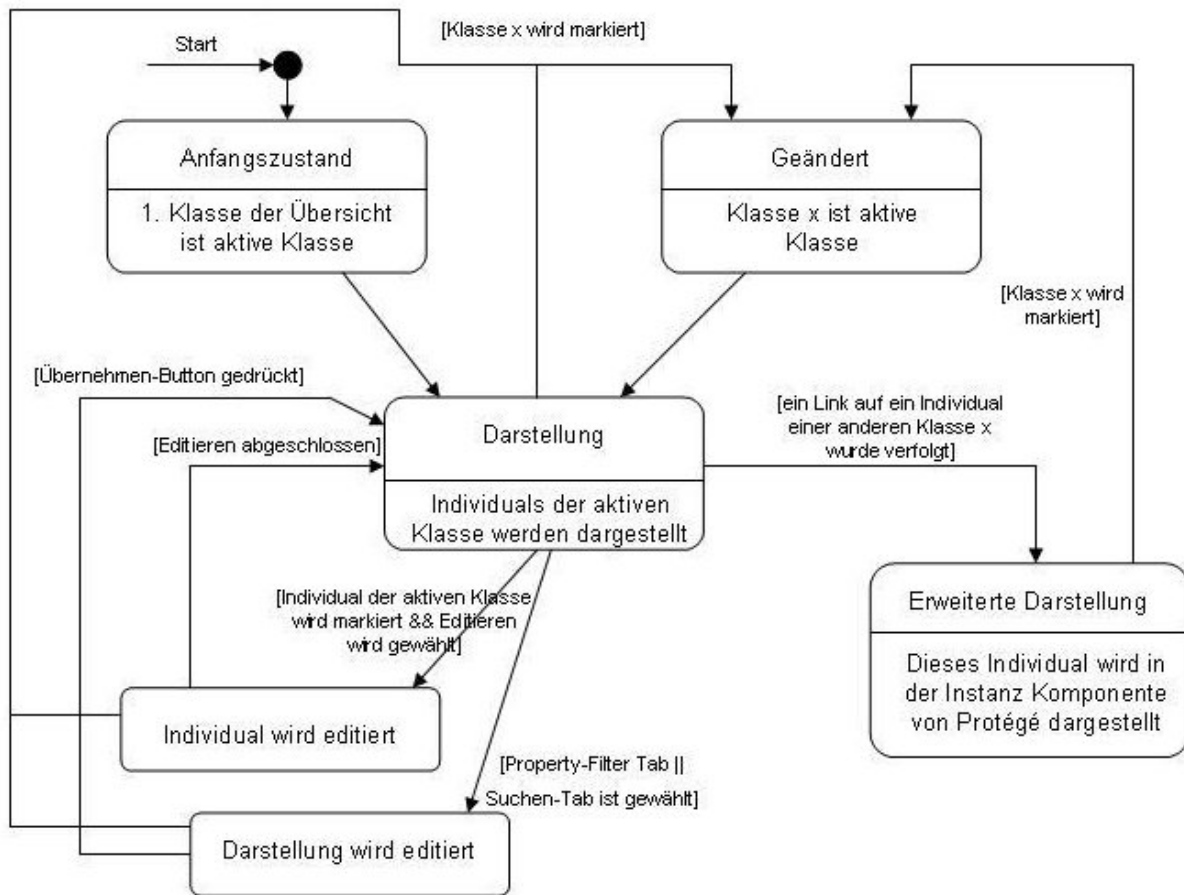 [Klasse x wird markiert]
Start
Anfangszustand
1. Klasse der Übersicht
ist aktive Klasse
Geändert
Klasse x ist aktive
Klasse
[Klasse x wird
markiert]
[Übernehmen-Button gedrückt]
[Editieren abgeschlossen]
Darstellung
Individuals der aktiven
Klasse werden dargestellt
[ein Link auf ein Individual
einer anderen Klasse x
wurde verfolgt]
[Individual der aktiven Klasse
wird markiert && Editieren
wird gewählt]
Erweiterte Darstellung
Dieses Individual wird in
der Instanz Komponente
von Protégé dargestellt
Individual wird editiert
[Property-Filter Tab ||
Suchen-Tab ist gewählt]
Darstellung wird editiert